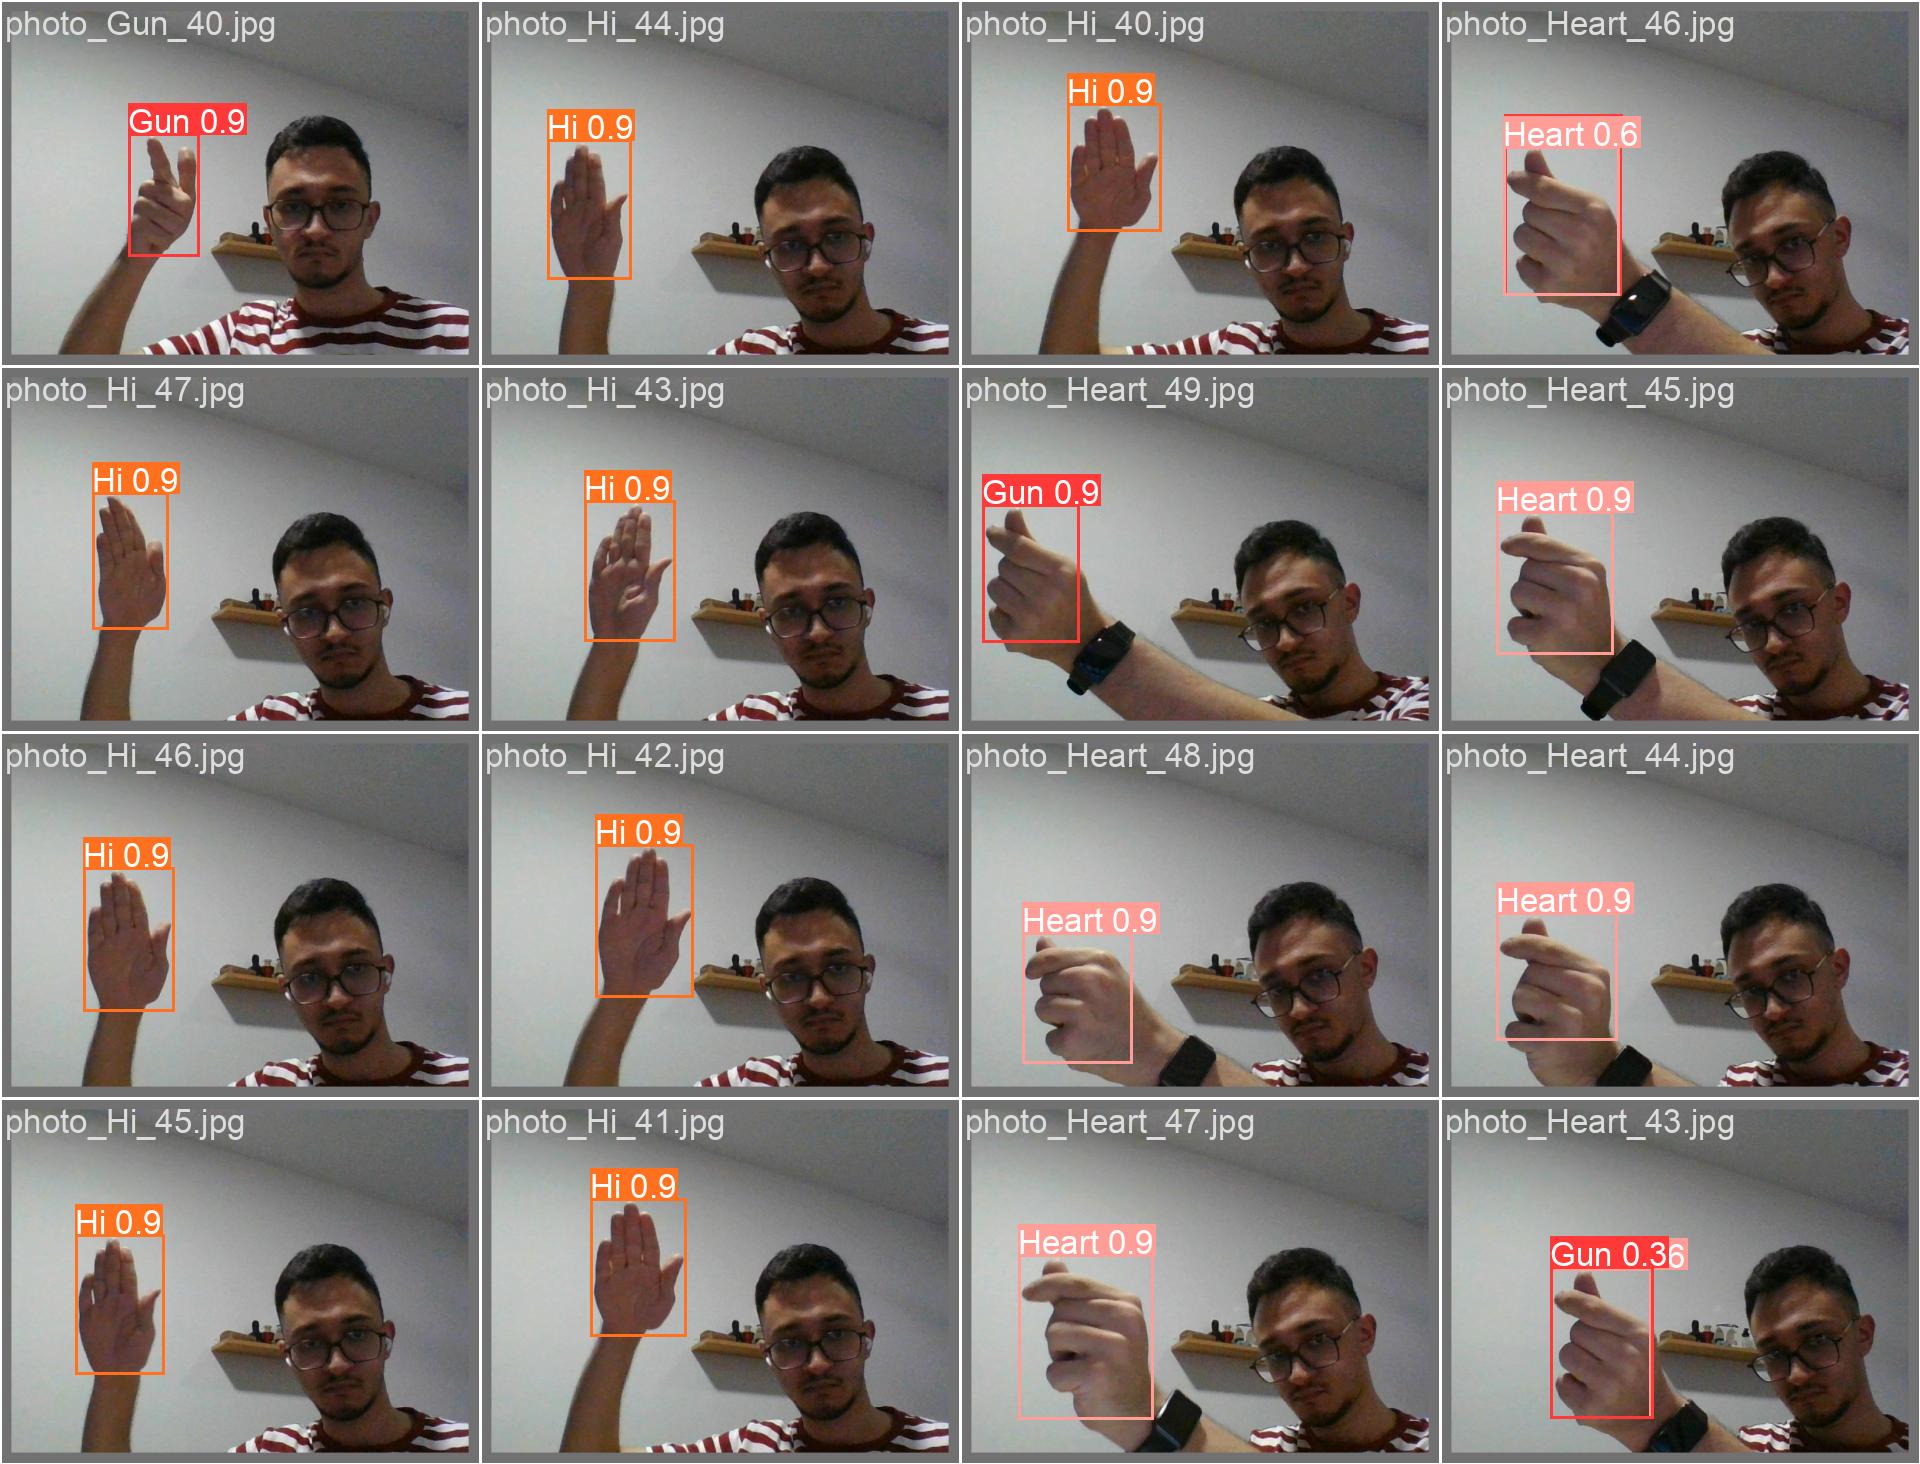 photo_Gun_40.jpg
Gun 0.9
photo_Hi_44.jpg
Hi 0.9
photo_Hi_40.jpg
Hi 0.9
photo_Heart_46.jpg
Heart 0.6
photo_Hi_47.jpg
Hi 0.9
photo_Hi_43.jpg
Hi 0.9
photo_Heart_49.jpg
Gun 0.9
photo_Heart_45.jpg
Heart 0.9
photo_Hi_46.jpg
Hi 0.9
photo_Hi_42.jpg
Hi 0.9
photo_Heart_48.jpg
Heart 0.9
photo_Heart_44.jpg
Heart 0.9
photo_Hi_45.jpg
Hi 0.9
photo_Hi_41.jpg
Hi 0.9
photo_Heart_47.jpg
Heart 0.9
photo_Heart_43.jpg
Gun 0.3